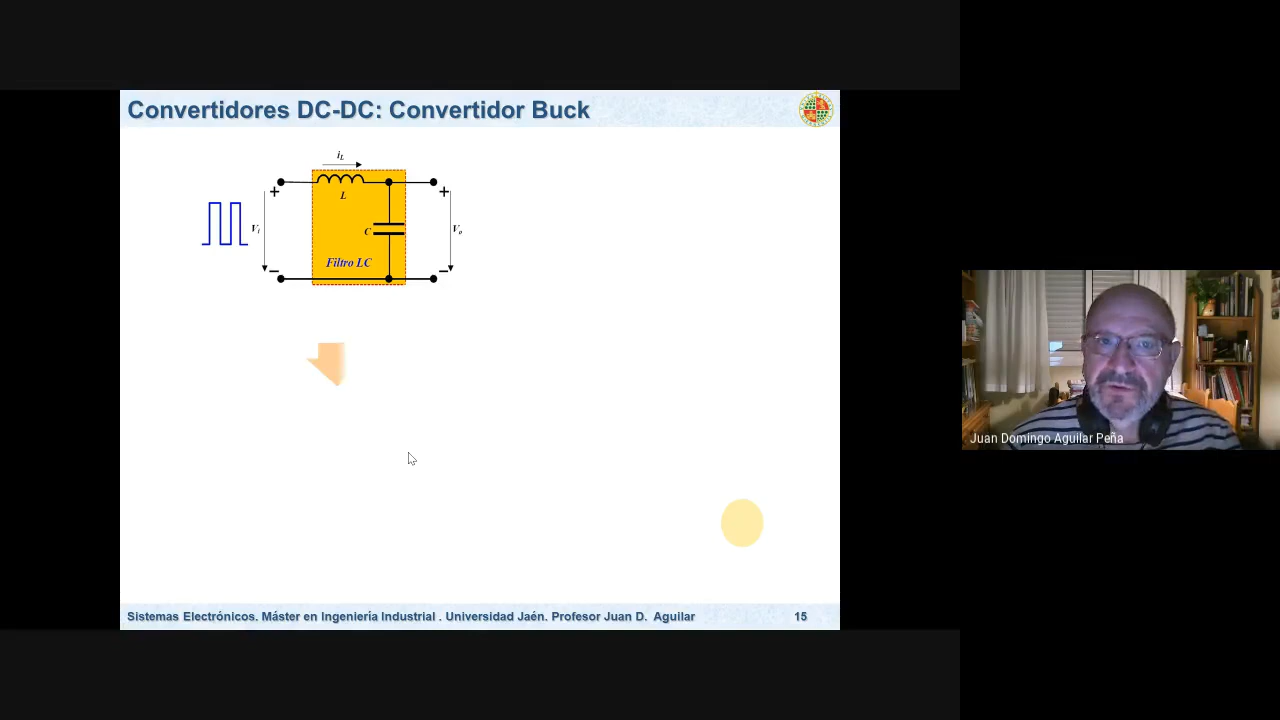 Convertidores DC-DC: Convertidor Buck
iL
+
+
L
Vi
C
Vo
Filtro LC
−
−
Juan Domingo Aguilar Peña
Sistemas Electrónicos. Máster en Ingeniería Industrial . Universidad Jaén. Profesor Juan D. Aguilar
15